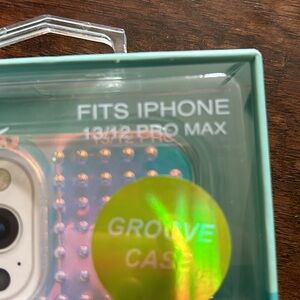 FITS IPHONE
13/12 PRO MAX
GROOVE
CASE